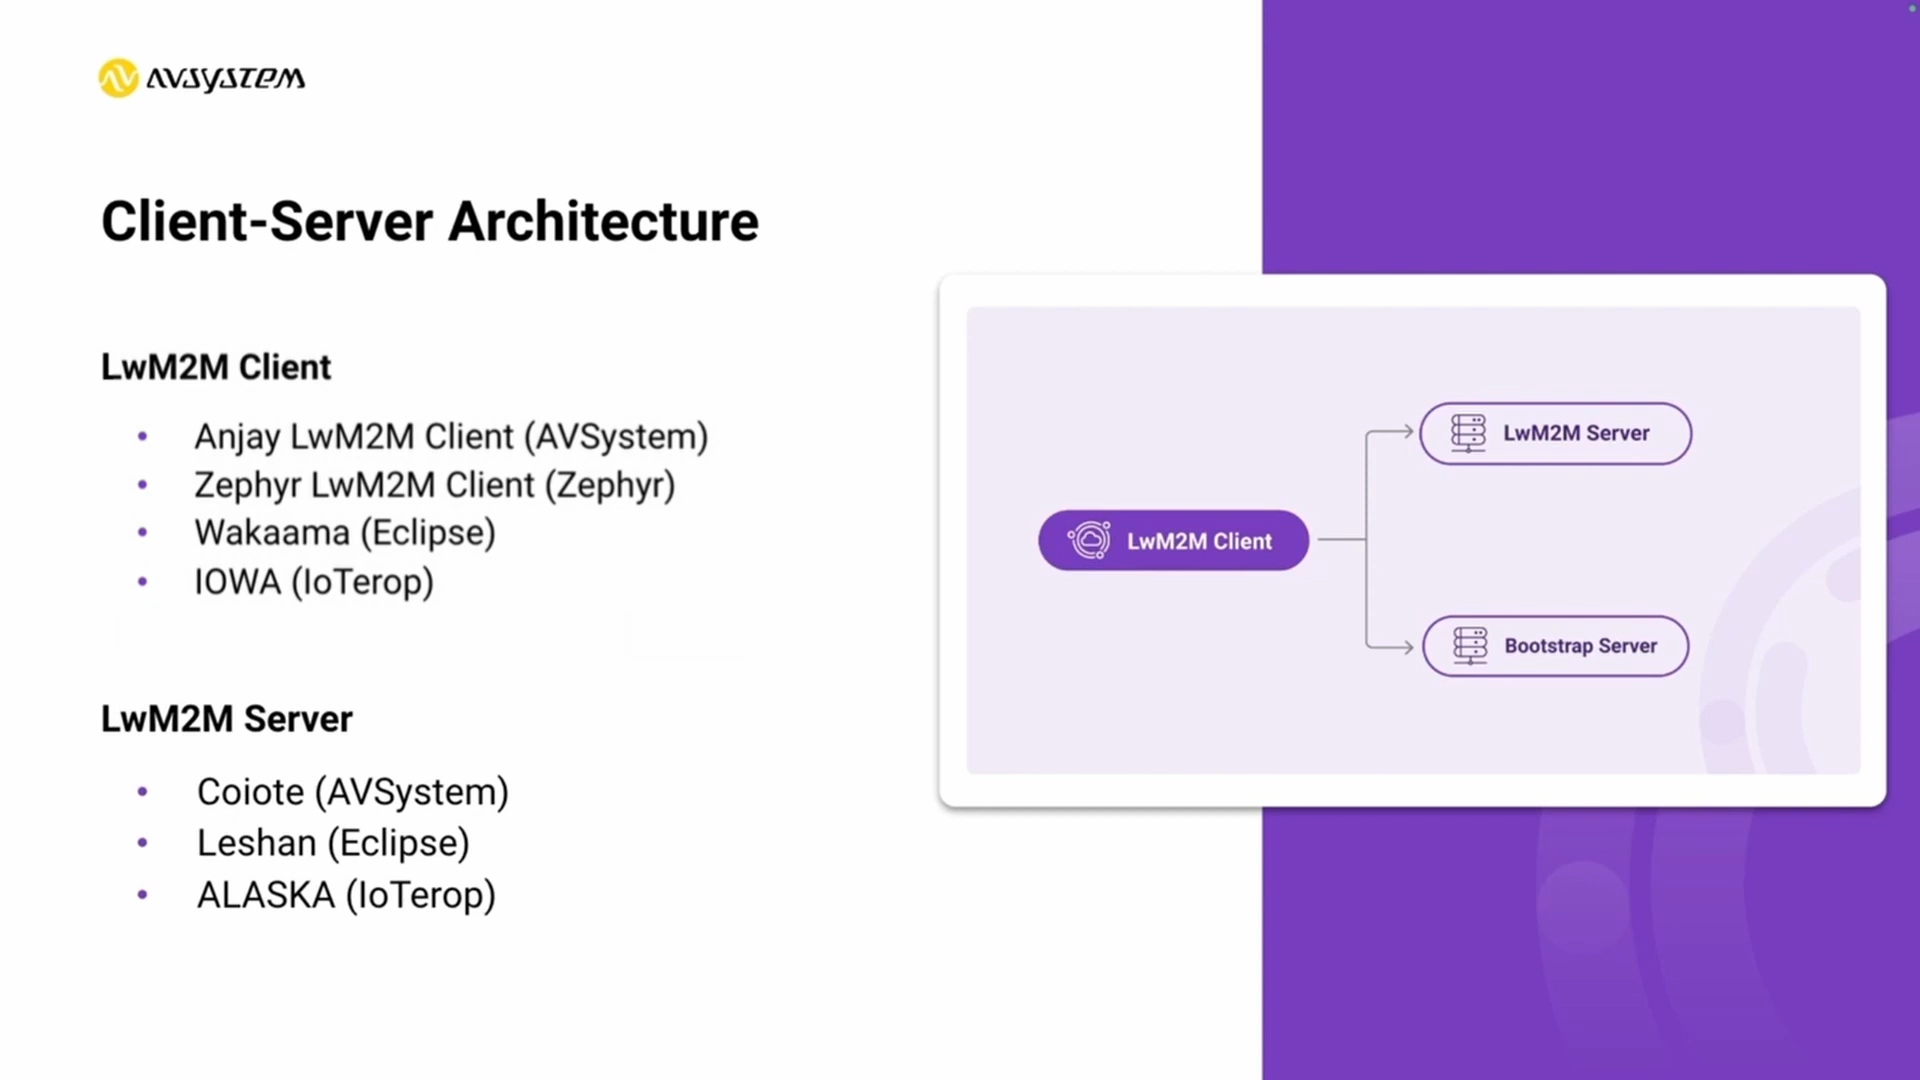 AVSYSTEM
Client-Server Architecture
LwM2M Client
• Anjay LwM2M Client (AVSystem)
• Zephyr LwM2M Client (Zephyr)
• Wakaama (Eclipse)
• IOWA (IoTerop)
LwM2M Server
• Coiote (AVSystem)
• Leshan (Eclipse)
• ALASKA (IoTerop)
LwM2M Client
LwM2M Server
Bootstrap Server